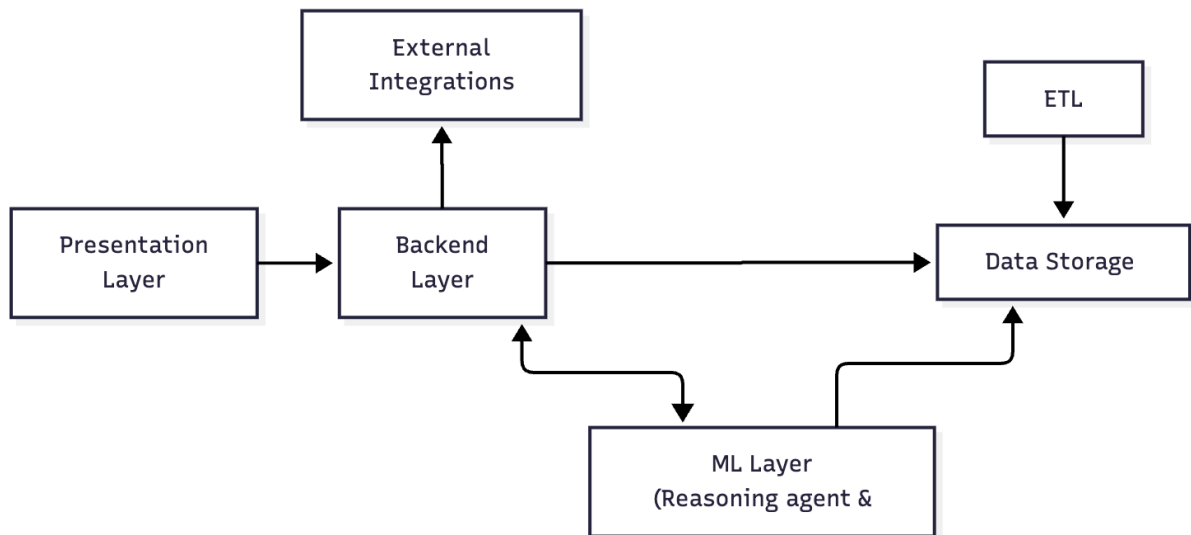 External
Integrations
ETL
Presentation
Layer
Backend
Layer
Data Storage
ML Layer
(Reasoning agent &